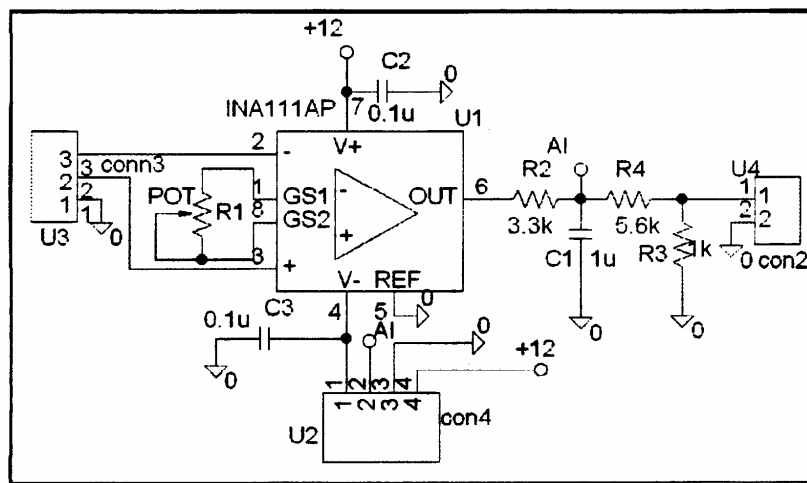 +12
C2
0
INA111AP
7
0.1u
U1
2
-
V+
AI
3
3
conn3
R2
R4
U4
2
POT
1
GS1
-
OUT
6
1
1
1
2
R1
8
GS2
3.3k
5.6k
2
2
1
0
+
U3
3
+
C1
1u
R3
1k
0
con2
V-
REF
C3
4
5
0
0.1u
AI
0
0
0
0
+12
1
2
3
4
1
2
3
4
con4
U2